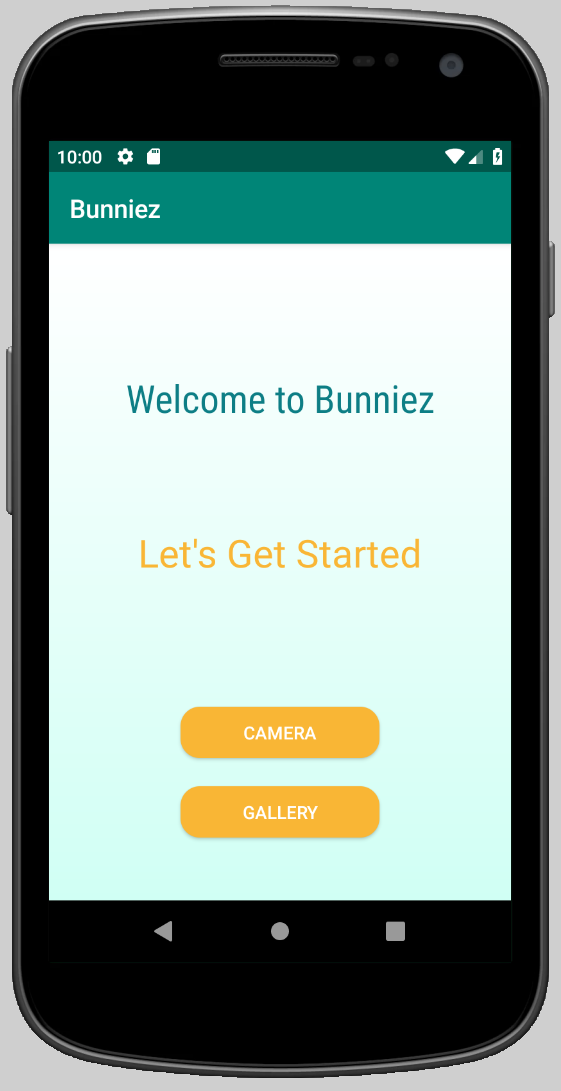 10:00
Bunniez
Welcome to Bunniez
Let's Get Started
CAMERA
GALLERY